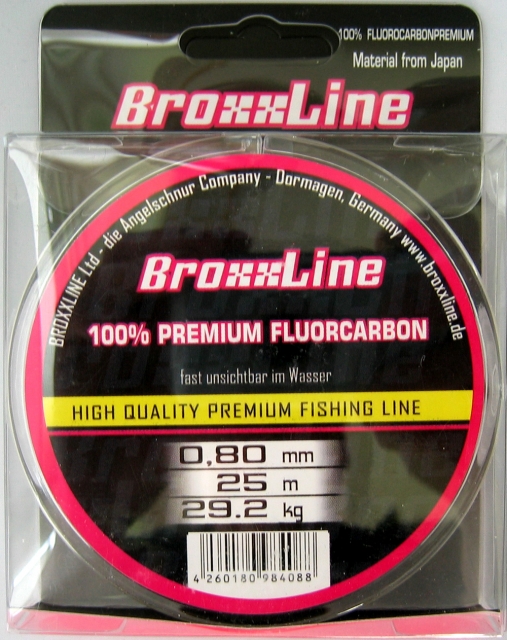 100% FLUOROCARBONPREMIUM
Material from Japan
BroxxLine
BROXXLINE Ltd - die Angelschnur Company - Dormagen, Germany www.broxxline.de
BroxxLine
100% PREMIUM FLUORCARBON
fast unsichtbar im Wasser
HIGH QUALITY PREMIUM FISHING LINE
0,80 mm
25 m
29.2 kg
4 260180 984088